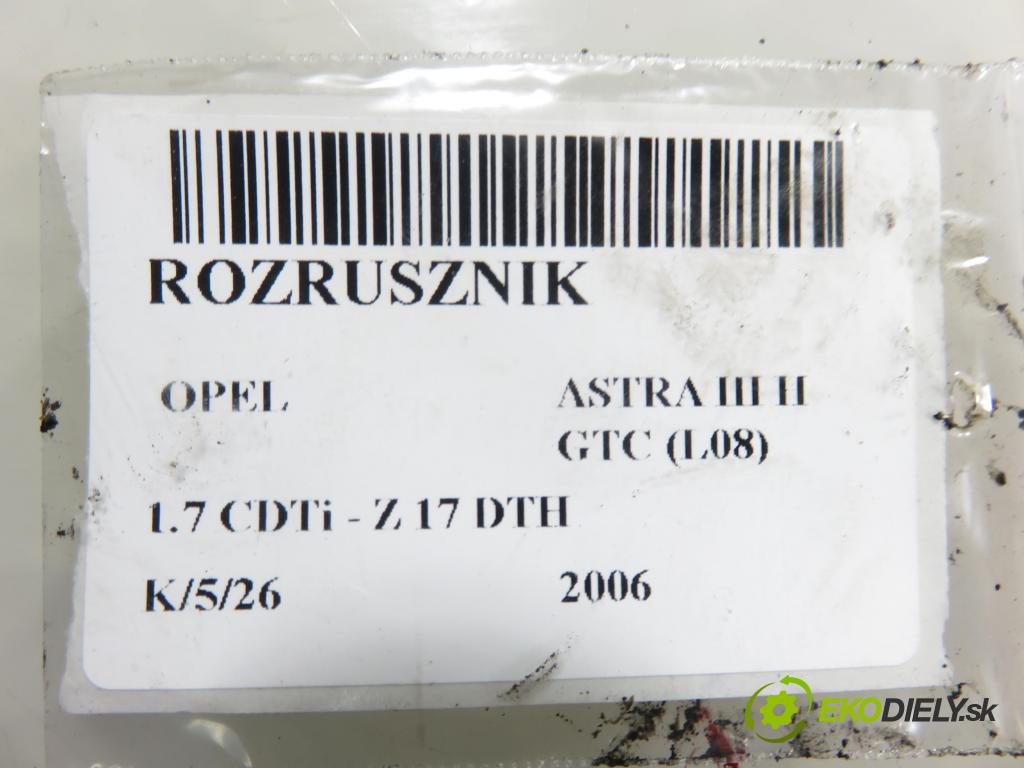 ROZRUSZNIK
OPEL ASTRA III H
GTC (L08)
1.7 CDTi - Z 17 DTH
K/5/26 2006
EKODIELY.sk